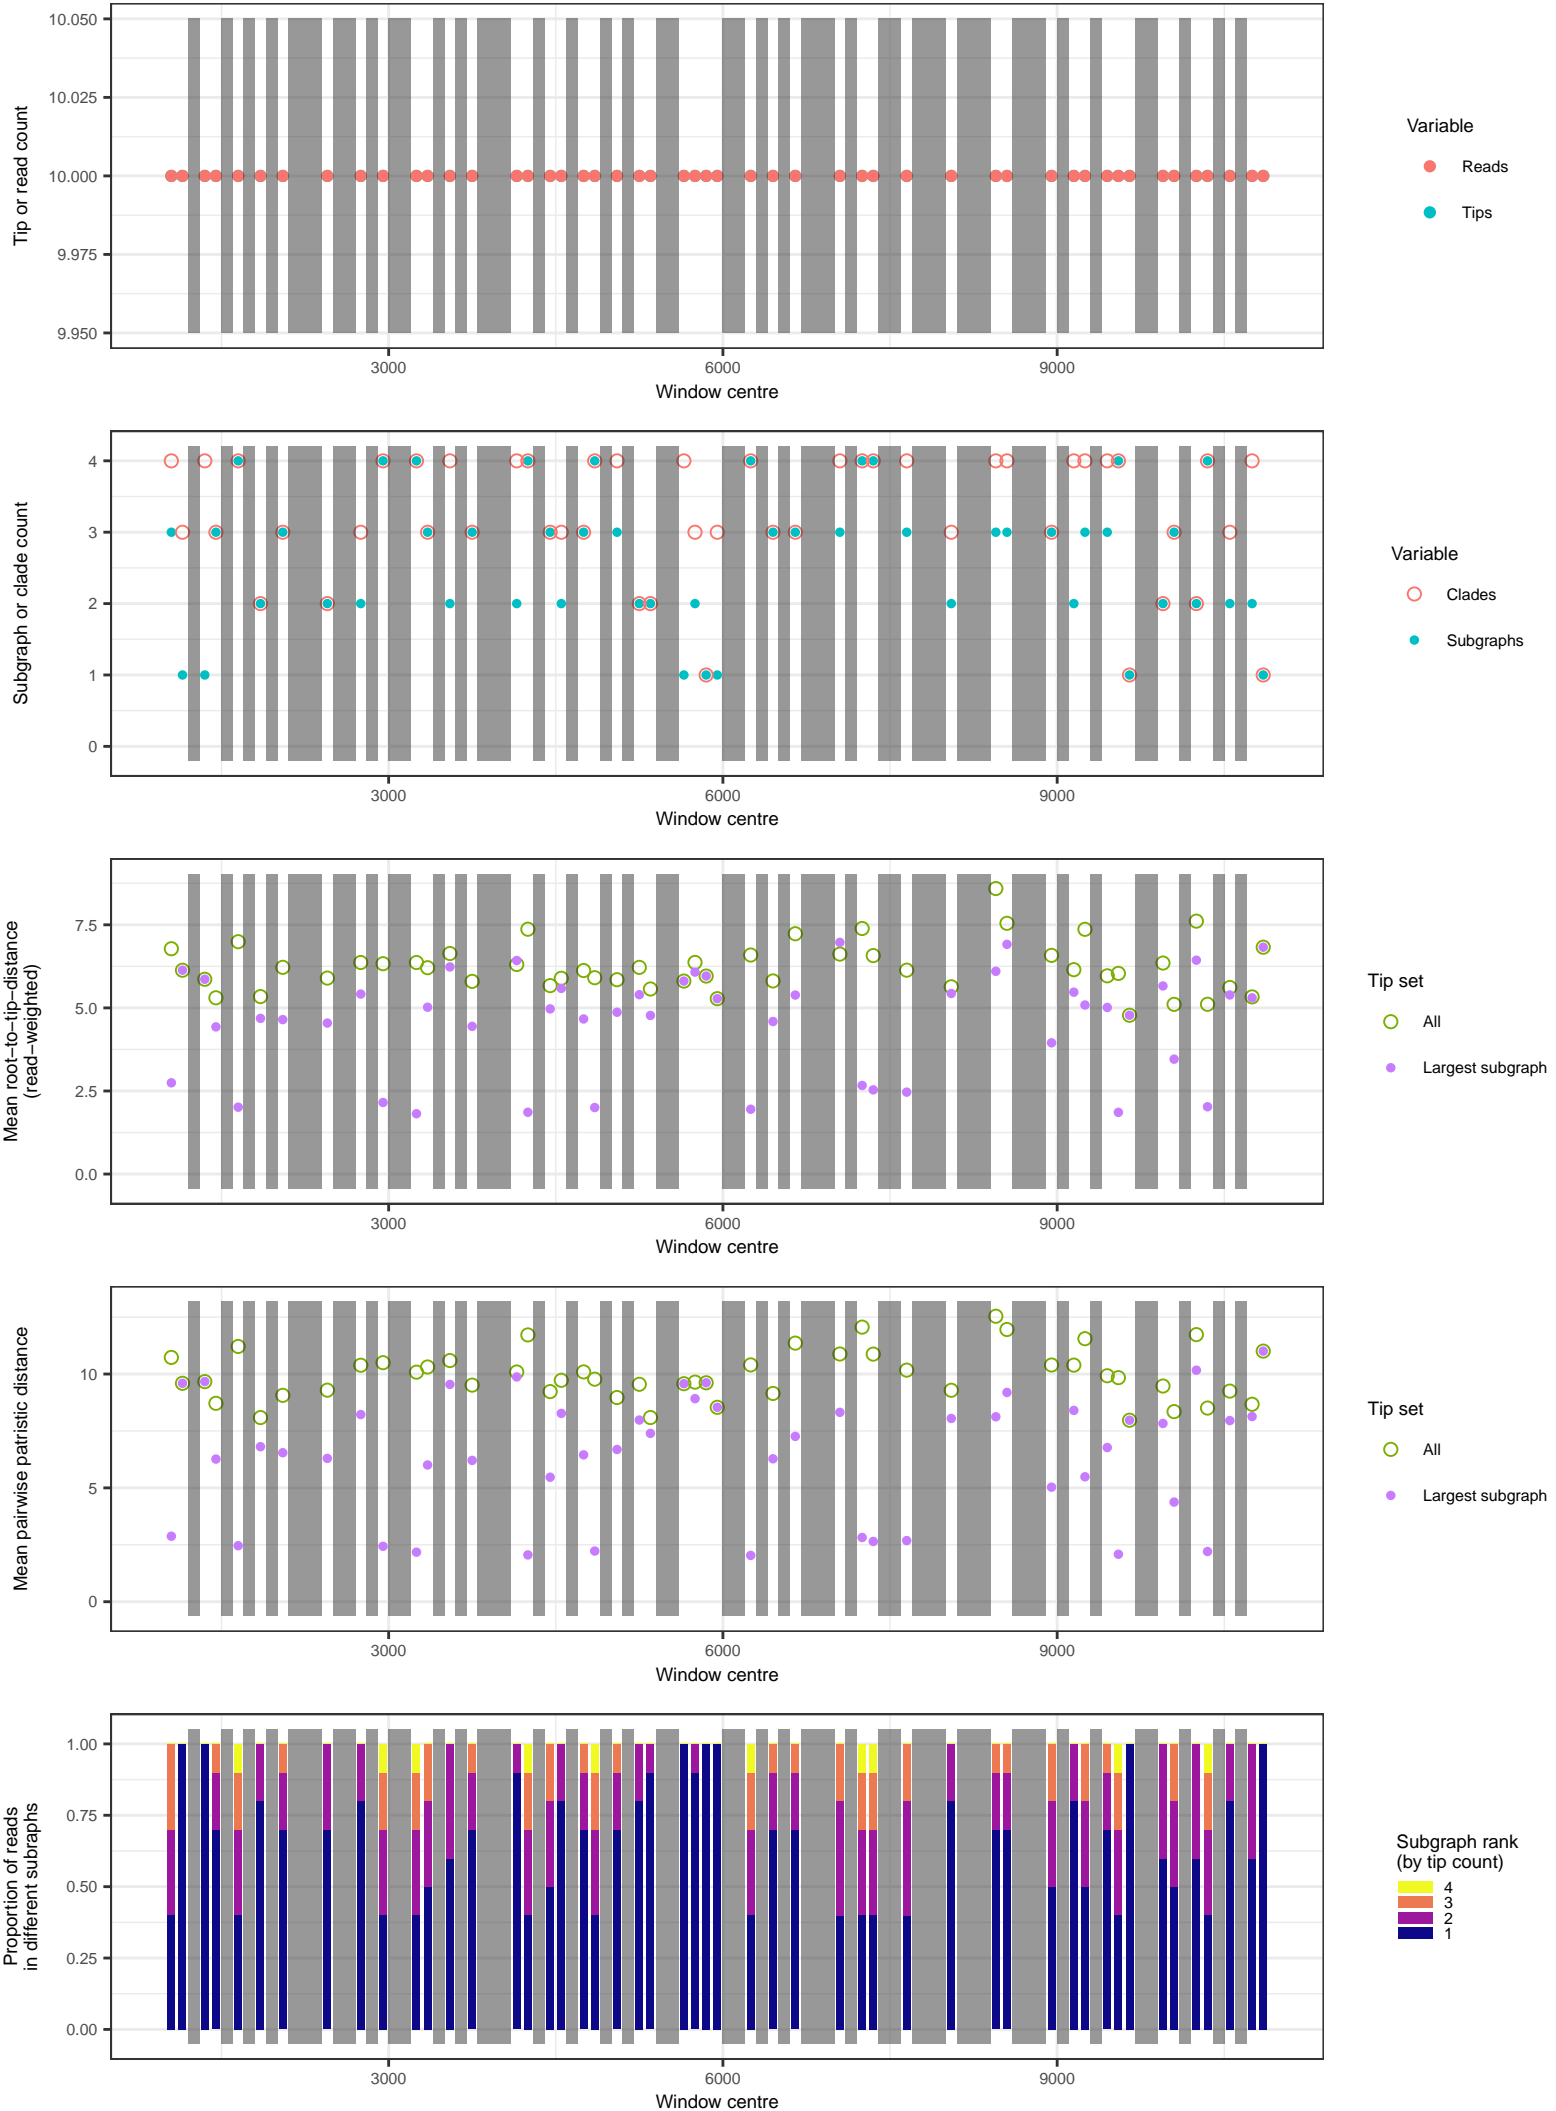 10.050
10.025
10.000
9.975
9.950
Tip or read count
3000
6000
9000
Window centre
Variable
Reads
Tips
4
3
2
1
0
Subgraph or clade count
3000
6000
9000
Window centre
Variable
Clades
Subgraphs
7.5
5.0
2.5
0.0
Mean root−to−tip−distance
(read−weighted)
3000
6000
9000
Window centre
Tip set
All
Largest subgraph
10
5
0
Mean pairwise patristic distance
3000
6000
9000
Window centre
Tip set
All
Largest subgraph
1.00
0.75
0.50
0.25
0.00
Proportion of reads
in different subraphs
3000
6000
9000
Window centre
Subgraph rank
(by tip count)
4
3
2
1